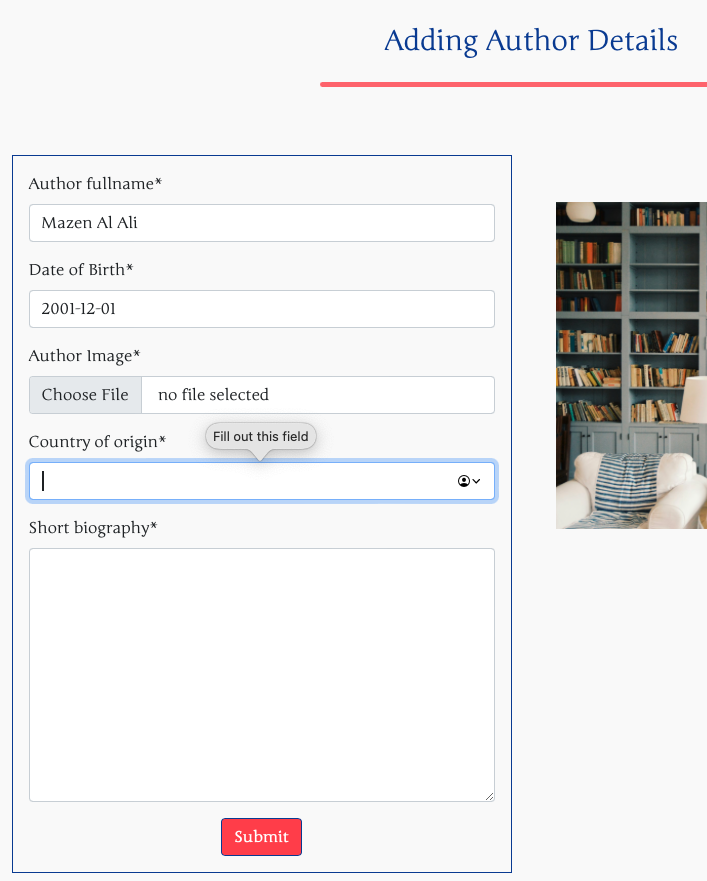 Adding Author Details
Author fullname*
Mazen Al Ali
Date of Birth*
2001-12-01
Author Image*
Choose File no file selected
Country of origin*
Fill out this field
Short biography*
Submit